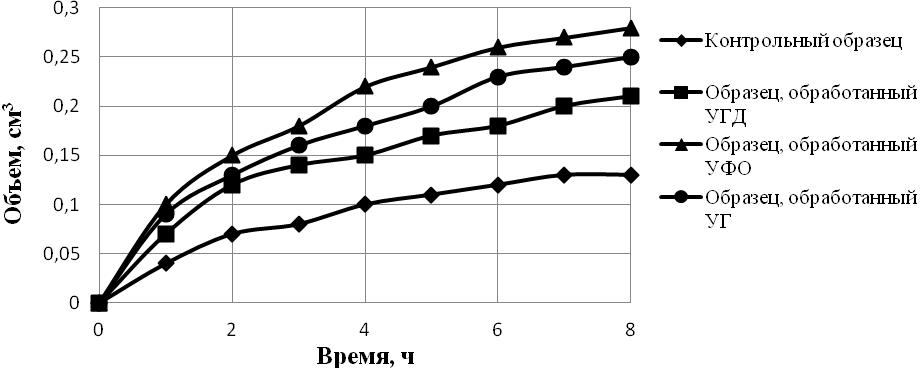 0,3
0,25
0,2
0,15
0,1
0,05
0
Объем, см³
0 2 4 6 8
Время, ч
Контрольный образец
Образец, обработанный
УГД
Образец, обработанный
УФО
Образец, обработанный
УГ